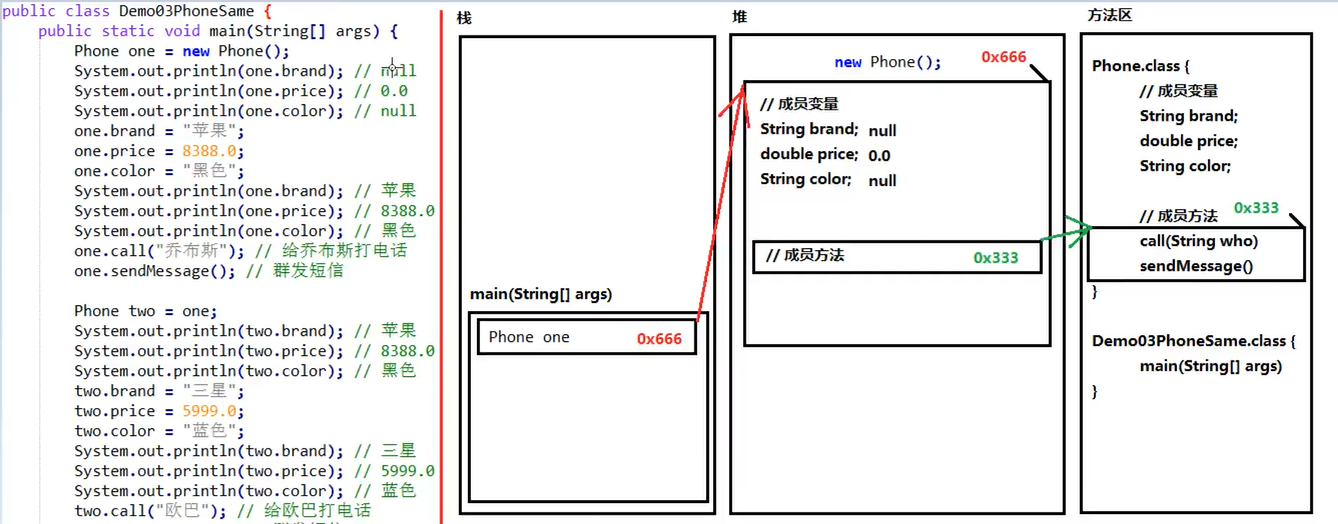 public class Demo03PhoneSame {
public static void main(String[] args) {
Phone one = new Phone();
System.out.println(one.brand); // null
System.out.println(one.price); // 0.0
System.out.println(one.color); // null
one.brand = "苹果";
one.price = 8388.0;
one.color = "黑色";
System.out.println(one.brand); // 苹果
System.out.println(one.price); // 8388.0
System.out.println(one.color); // 黑色
one.call("乔布斯"); // 给乔布斯打电话
one.sendMessage(); // 群发短信
Phone two = one;
System.out.println(two.brand); // 苹果
System.out.println(two.price); // 8388.0
System.out.println(two.color); // 黑色
two.brand = "三星";
two.price = 5999.0;
two.color = "蓝色";
System.out.println(two.brand); // 三星
System.out.println(two.price); // 5999.0
System.out.println(two.color); // 蓝色
two.call("欧巴"); // 给欧巴打电话
栈
main(String[] args)
Phone one 0x666
堆
new Phone(); 0x666
// 成员变量
String brand; null
double price; 0.0
String color; null
// 成员方法 0x333
方法区
Phone.class {
// 成员变量
String brand;
double price;
String color;
// 成员方法 0x333
call(String who)
sendMessage()
}
Demo03PhoneSame.class {
main(String[] args)
}